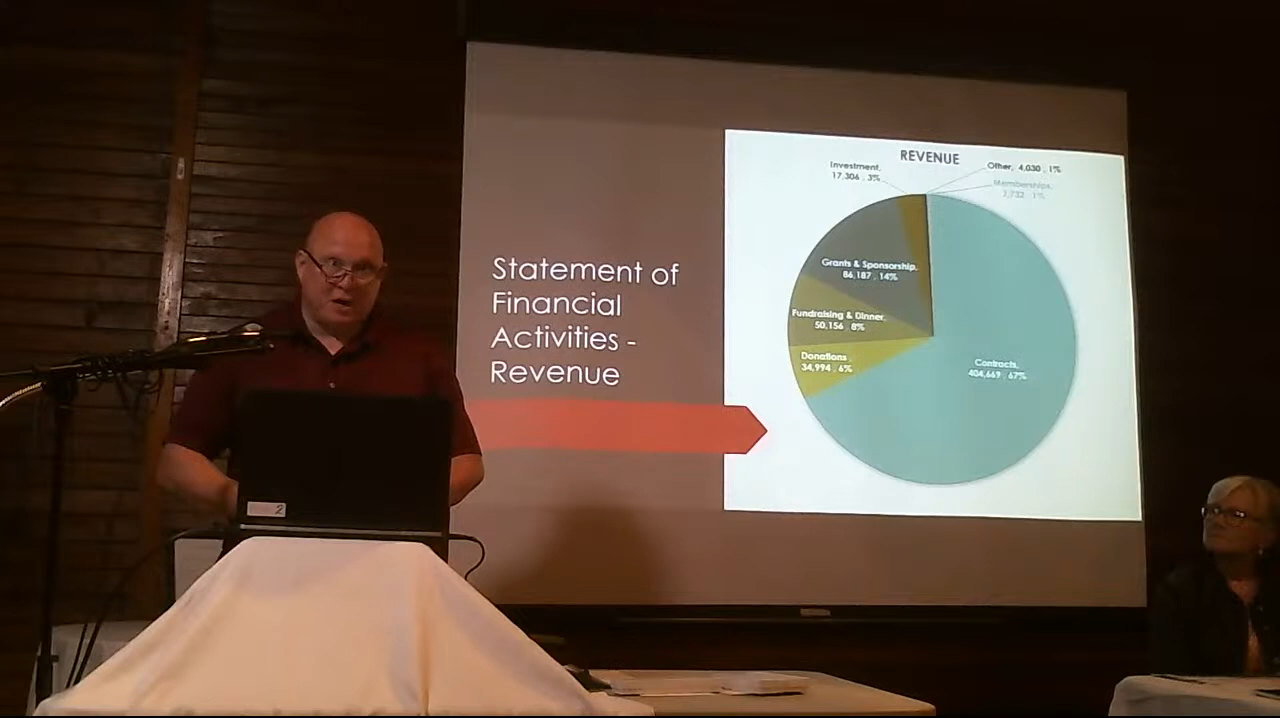 Statement of
Financial
Activities -
Revenue
REVENUE
Investment,
17,306 , 3%
Other, 4,030 , 1%
Memberships,
1%
Grants & Sponsorship,
86,187 , 14%
Fundraising & Dinner,
50,156 8%
Donations
34,994 , 6%
Contracts,
404,669 , 67%
2